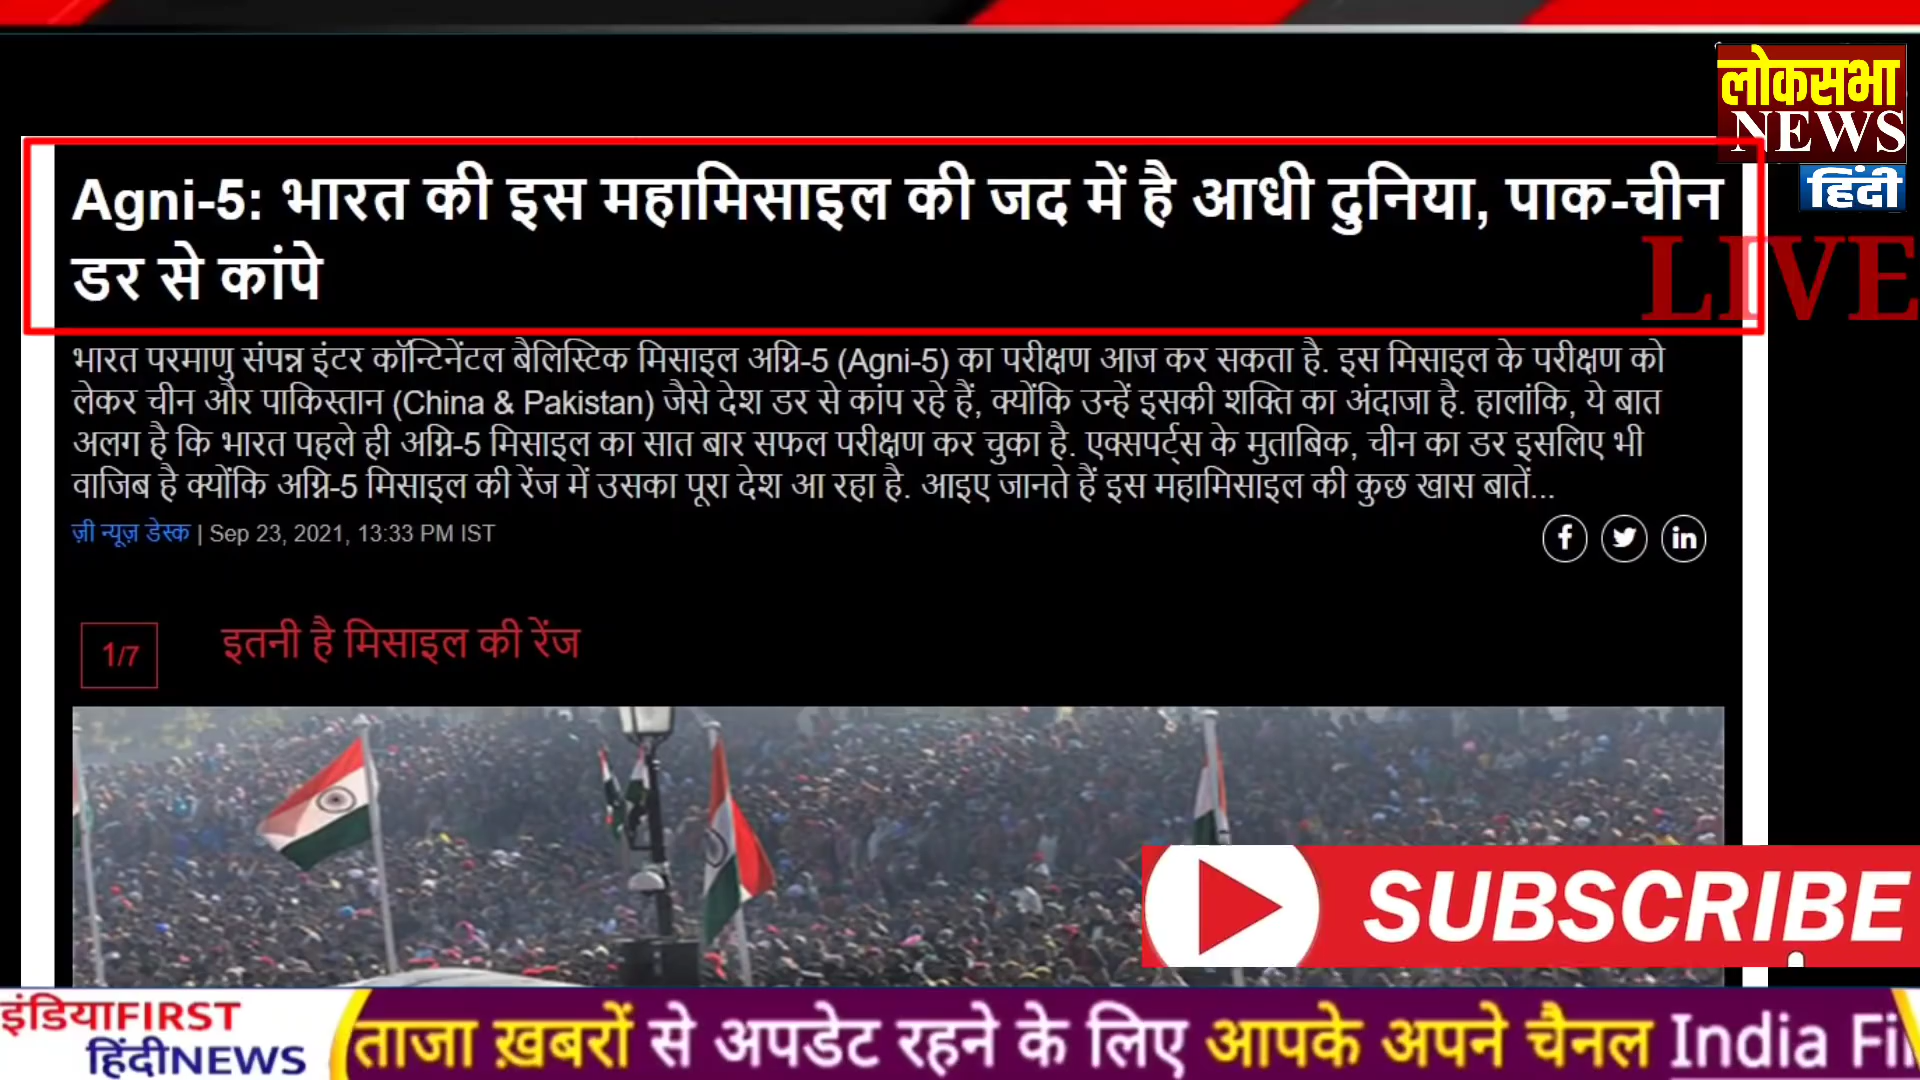 लोकसभा
NEWS
हिंदी
LIVE
Agni-5: भारत की इस महामिसाइल की जद में है आधी दुनिया, पाक-चीन
डर से कांपे
भारत परमाणु संपन्न इंटर कॉन्टिनेंटल बैलिस्टिक मिसाइल अग्नि-5 (Agni-5) का परीक्षण आज कर सकता है. इस मिसाइल के परीक्षण को
लेकर चीन और पाकिस्तान (China & Pakistan) जैसे देश डर से कांप रहे हैं, क्योंकि उन्हें इसकी शक्ति का अंदाजा है. हालांकि, ये बात
अलग है कि भारत पहले ही अग्नि-5 मिसाइल का सात बार सफल परीक्षण कर चुका है. एक्सपर्ट्स के मुताबिक, चीन का डर इसलिए भी
वाजिब है क्योंकि अग्नि-5 मिसाइल की रेंज में उसका पूरा देश आ रहा है. आइए जानते हैं इस महामिसाइल की कुछ खास बातें...
ज़ी न्यूज़ डेस्क | Sep 23, 2021, 13:33 PM IST
1/7 इतनी है मिसाइल की रेंज
SUBSCRIBE
इंडियाFIRST
हिंदीNEWS
ताजा ख़बरों से अपडेट रहने के लिए आपके अपने चैनल India Fi